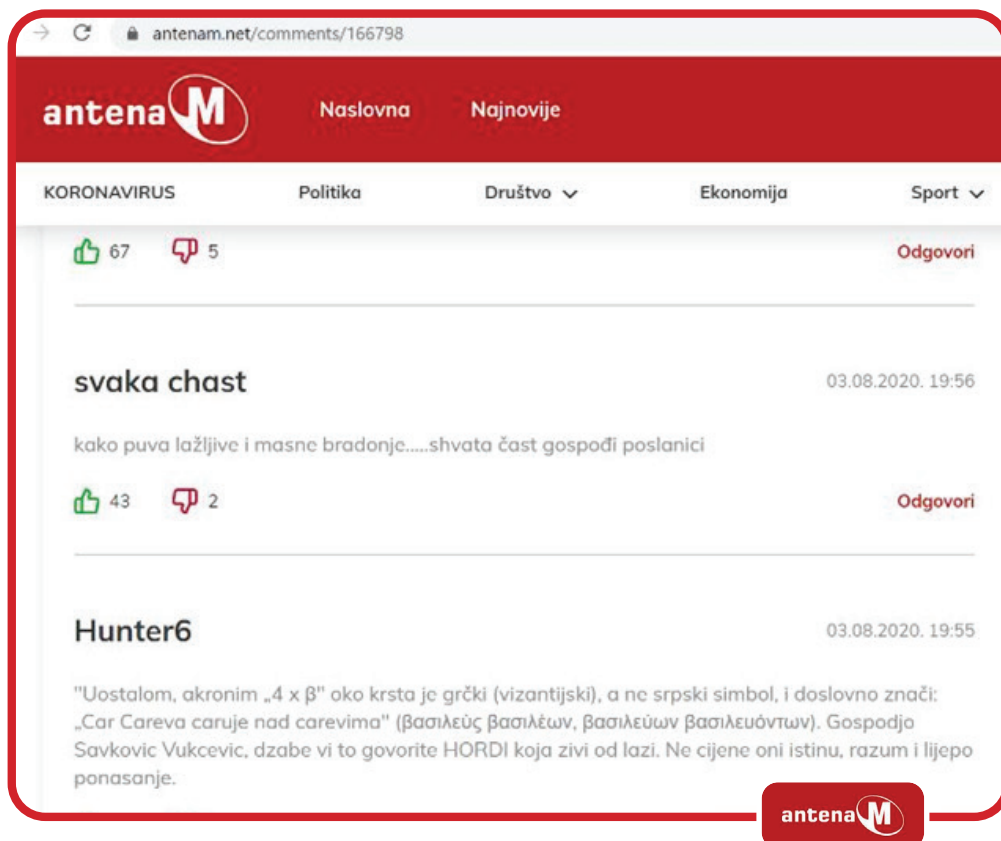 antenam.net/comments/166798
antena M
Naslovna Najnovije
KORONAVIRUS Politika Društvo Ekonomija Sport
67 5 Odgovori
svaka chast 03.08.2020. 19:56
kako puva lažljive i masne bradonje.....shvata čast gospođi poslanici
43 2 Odgovori
Hunter6 03.08.2020. 19:55
"Uostalom, akronim „4 x β" oko krsta je grčki (vizantijski), a ne srpski simbol, i doslovno znači:
„Car Careva caruje nad carevima" (βασιλεὺς βασιλέων, βασιλεύων βασιλευόντων). Gospodjo
Savkovic Vukcevic, dzabe vi to govorite HORDI koja zivi od lazi. Ne cijene oni istinu, razum i lijepo
ponasanje.
antena M